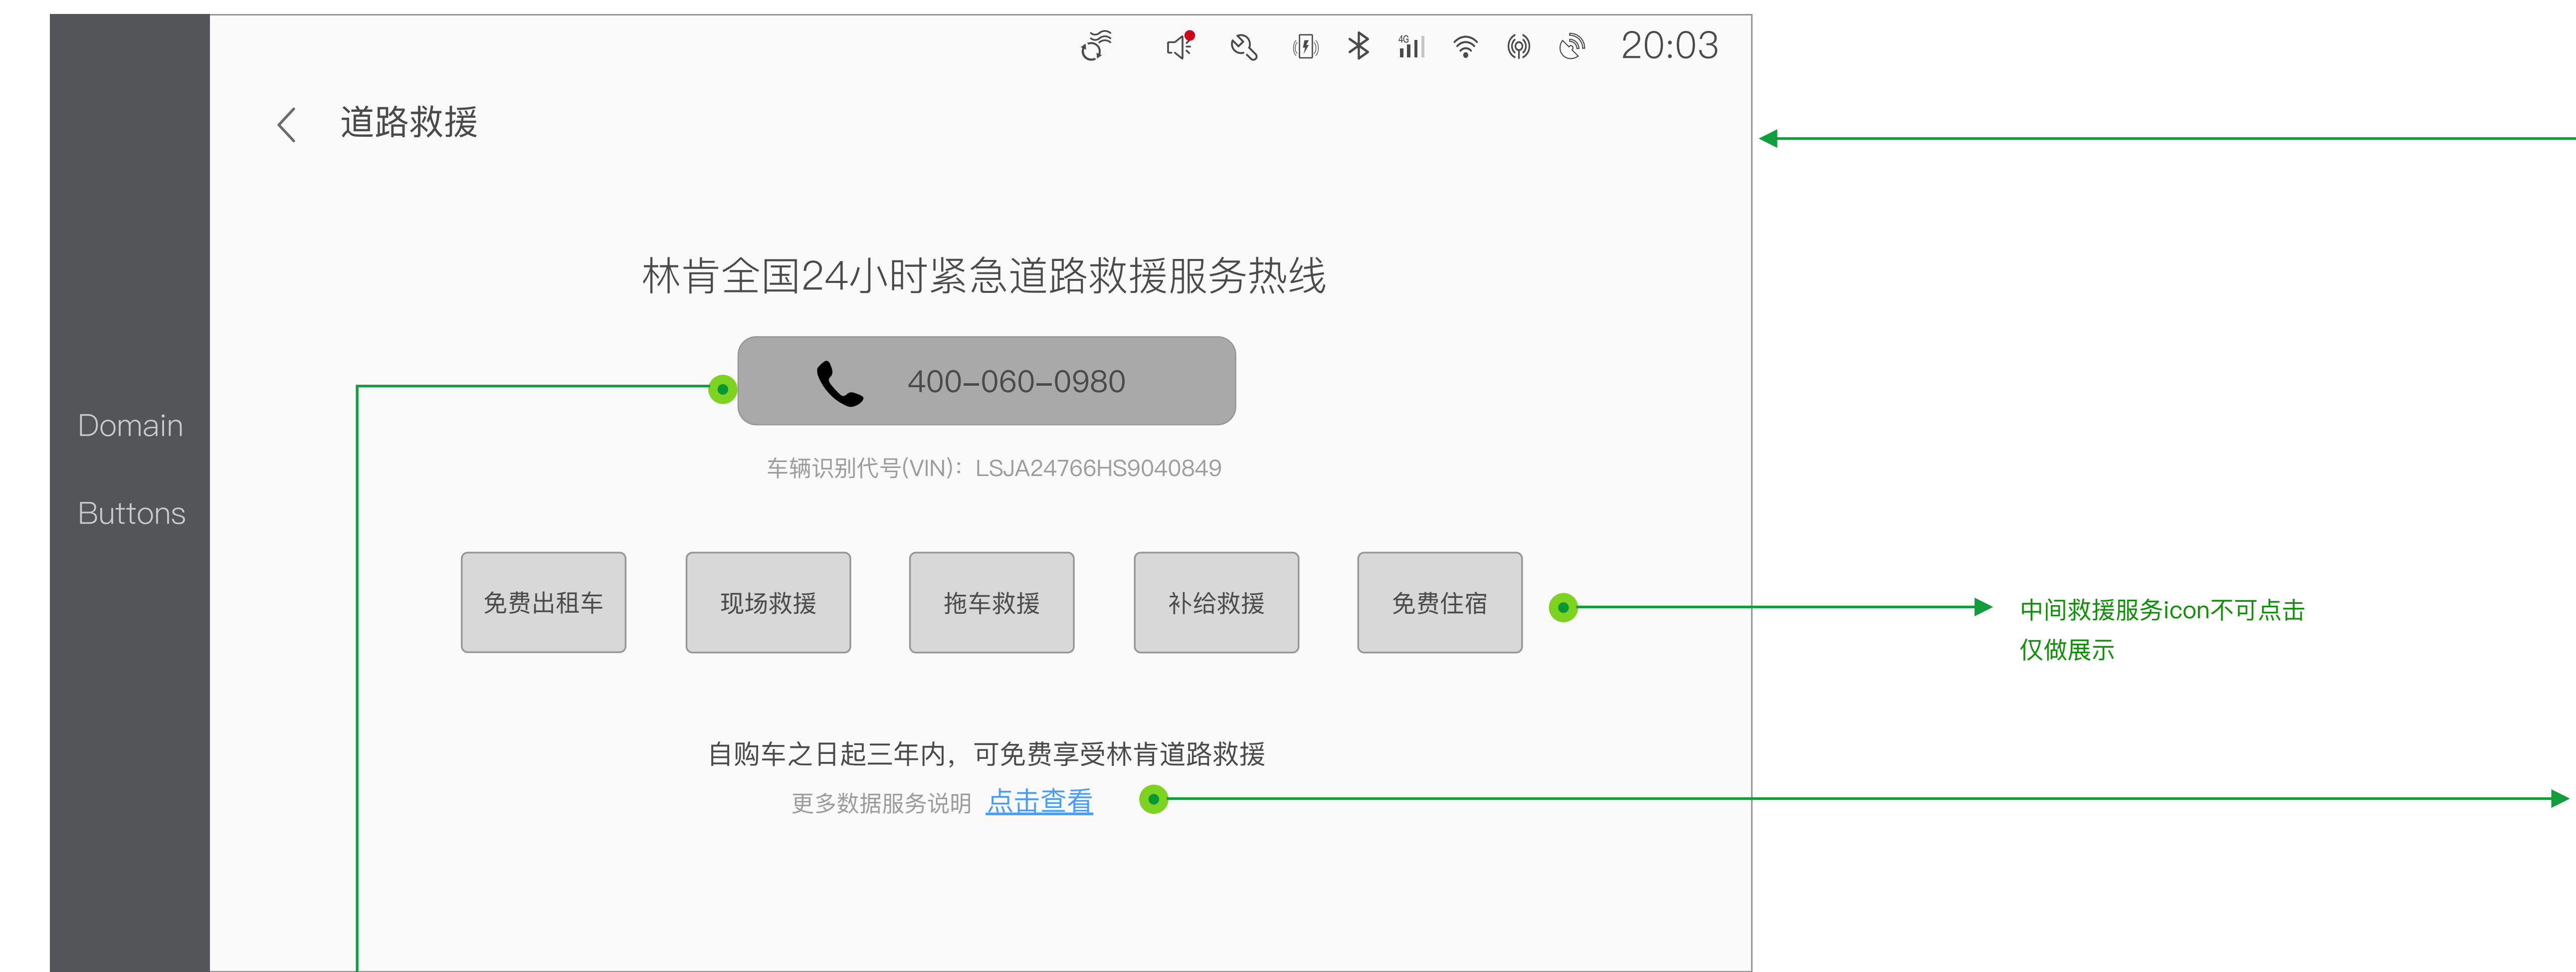 4G
20:03
道路救援
林肯全国24小时紧急道路救援服务热线
400-060-0980
Domain
车辆识别代号(VIN)：LSJA24766HS9040849
Buttons
免费出租车
现场救援
拖车救援
补给救援
免费住宿
中间救援服务icon不可点击
仅做展示
自购车之日起三年内，可免费享受林肯道路救援
更多数据服务说明 点击查看